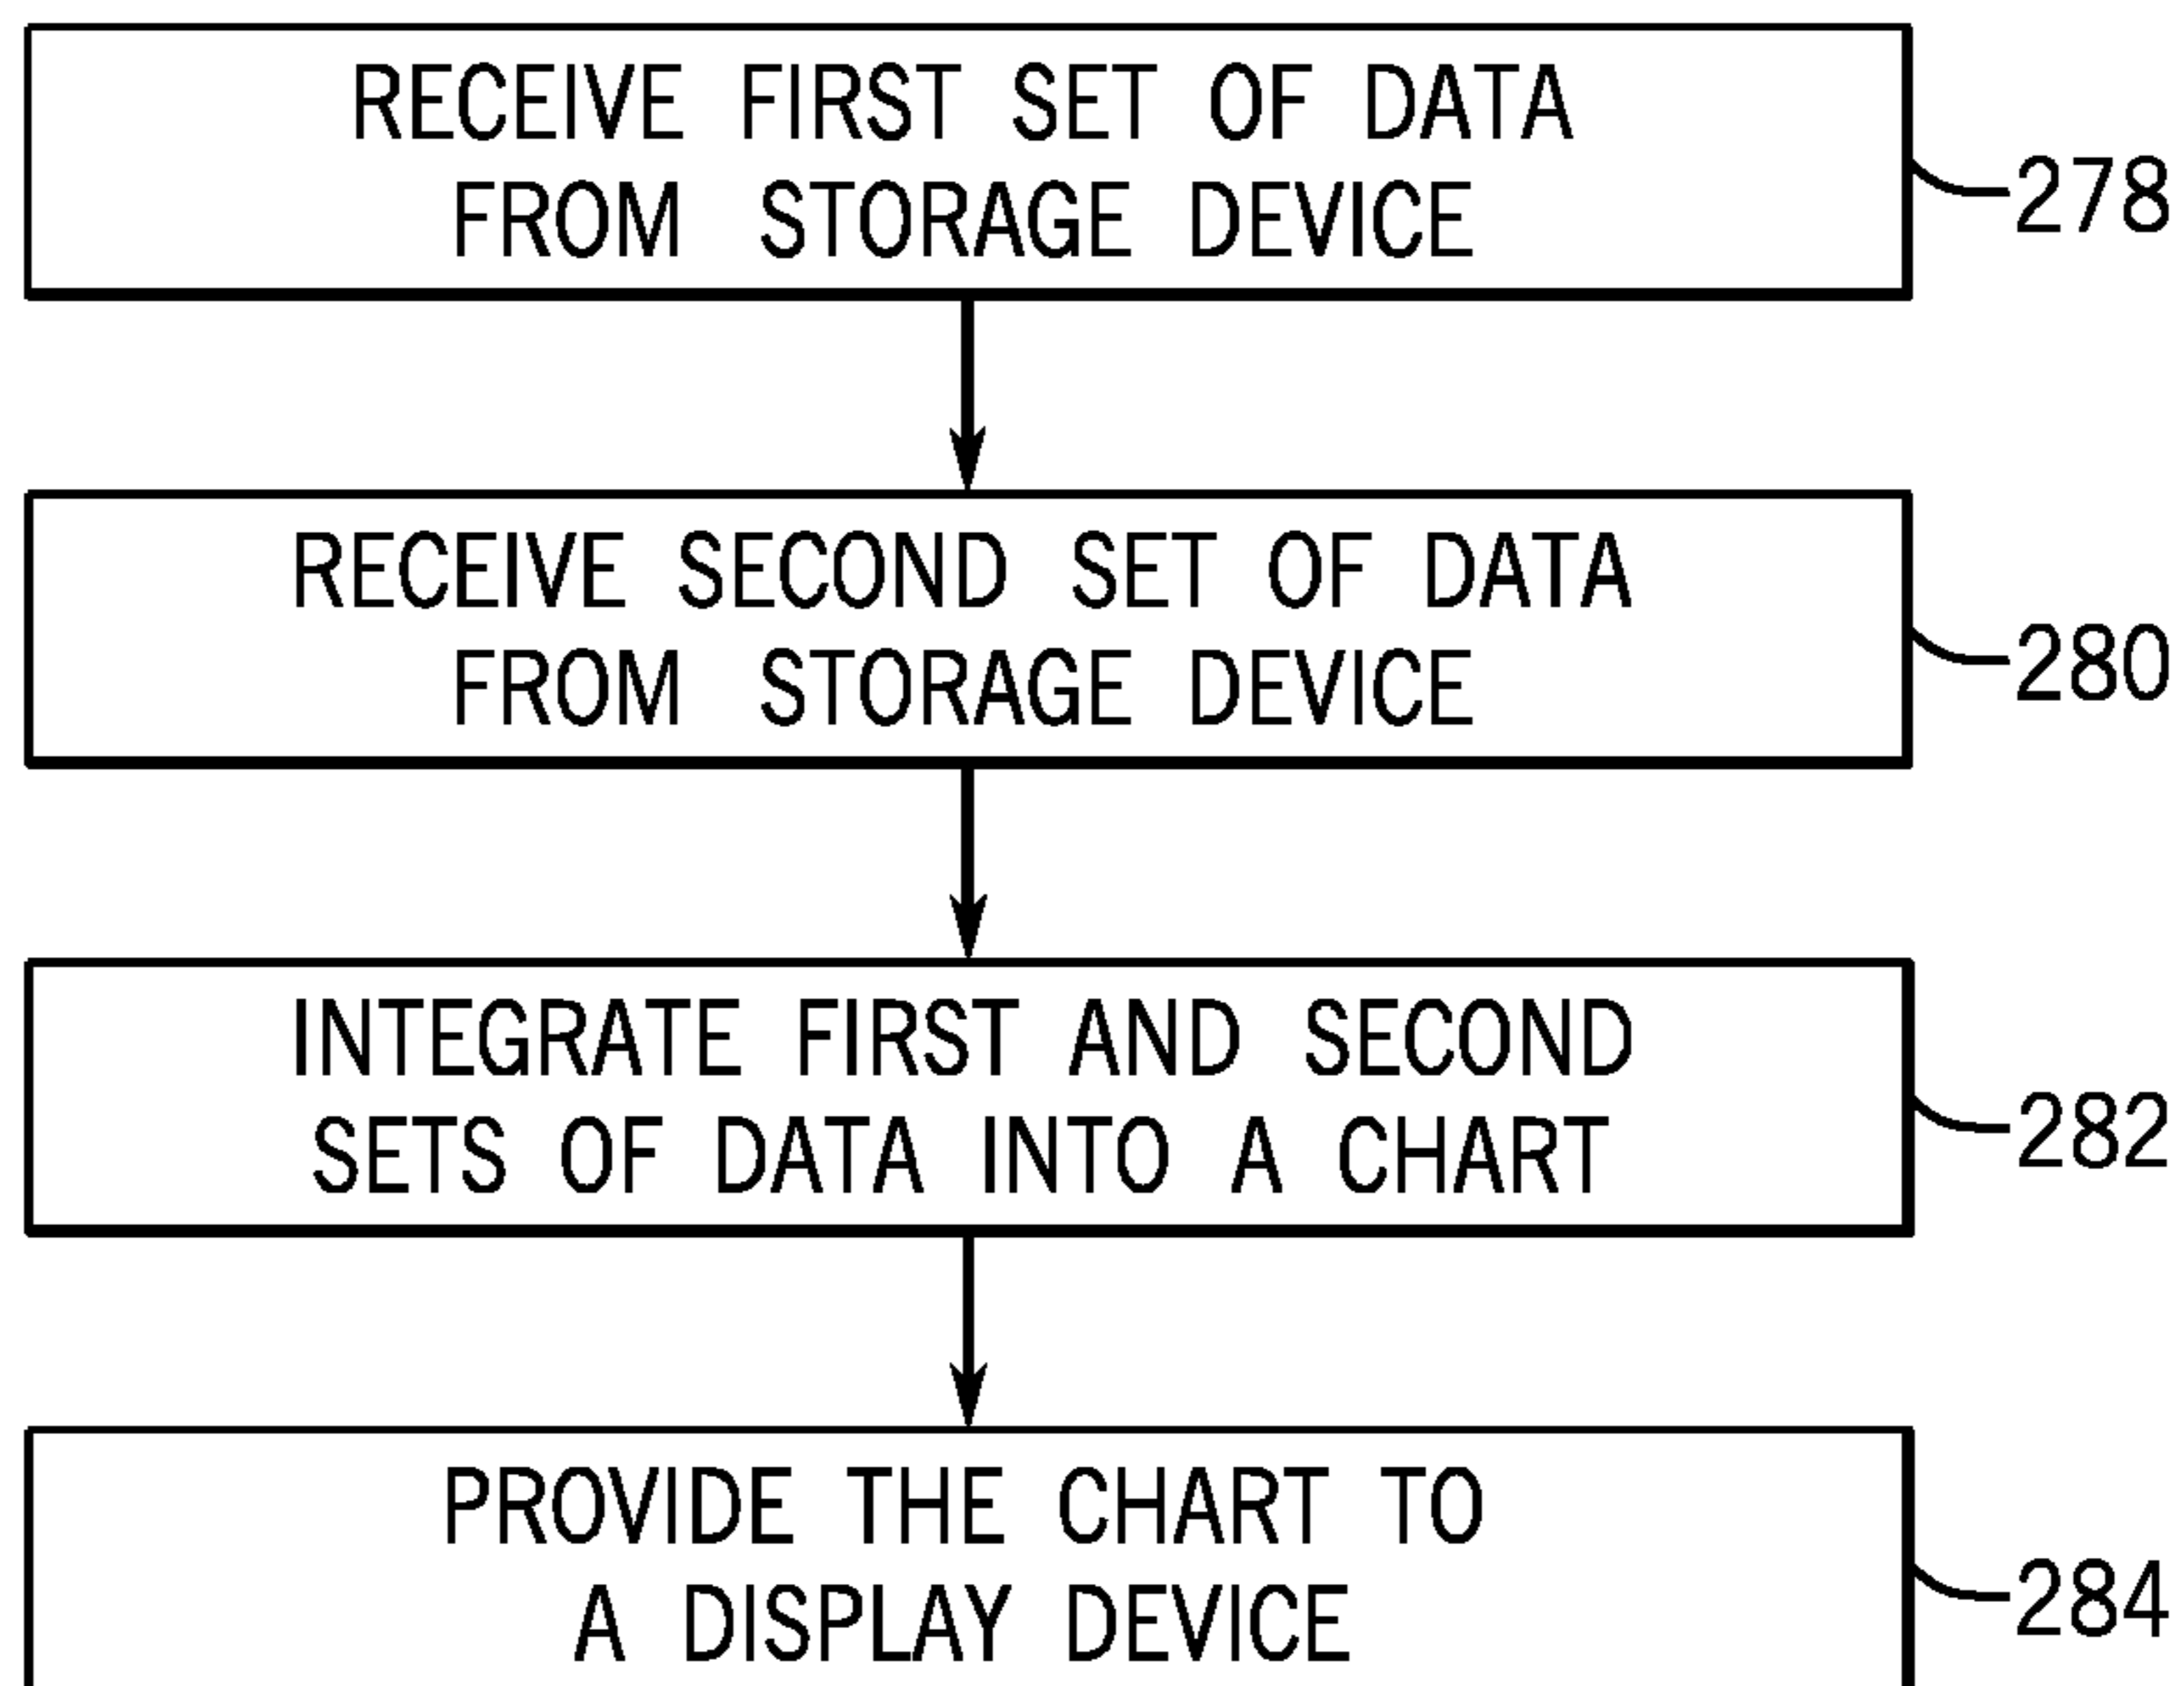 RECEIVE FIRST SET OF DATA
FROM STORAGE DEVICE
278
RECEIVE SECOND SET OF DATA
FROM STORAGE DEVICE
280
INTEGRATE FIRST AND SECOND
SETS OF DATA INTO A CHART
282
PROVIDE THE CHART TO
A DISPLAY DEVICE
284